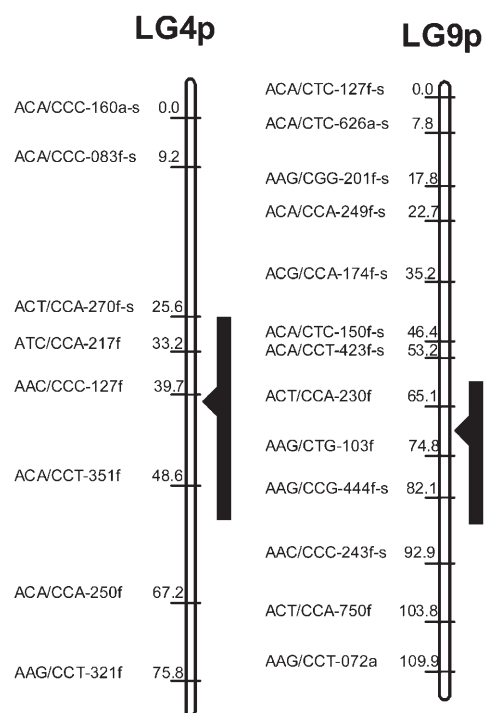 LG4p
ACA/CCC-160a-s 0.0
ACA/CCC-083f-s 9.2
ACT/CCA-270f-s 25.6
ATC/CCA-217f 33.2
AAC/CCC-127f 39.7
ACA/CCT-351f 48.6
ACA/CCA-250f 67.2
AAG/CCT-321f 75.8
LG9p
ACA/CTC-127f-s 0.0
ACA/CTC-626a-s 7.8
AAG/CGG-201f-s 17.8
ACA/CCA-249f-s 22.7
ACG/CCA-174f-s 35.2
ACA/CTC-150f-s 46.4
ACA/CCT-423f-s 53.2
ACT/CCA-230f 65.1
AAG/CTG-103f 74.8
AAG/CCG-444f-s 82.1
AAC/CCC-243f-s 92.9
ACT/CCA-750f 103.8
AAG/CCT-072a 109.9